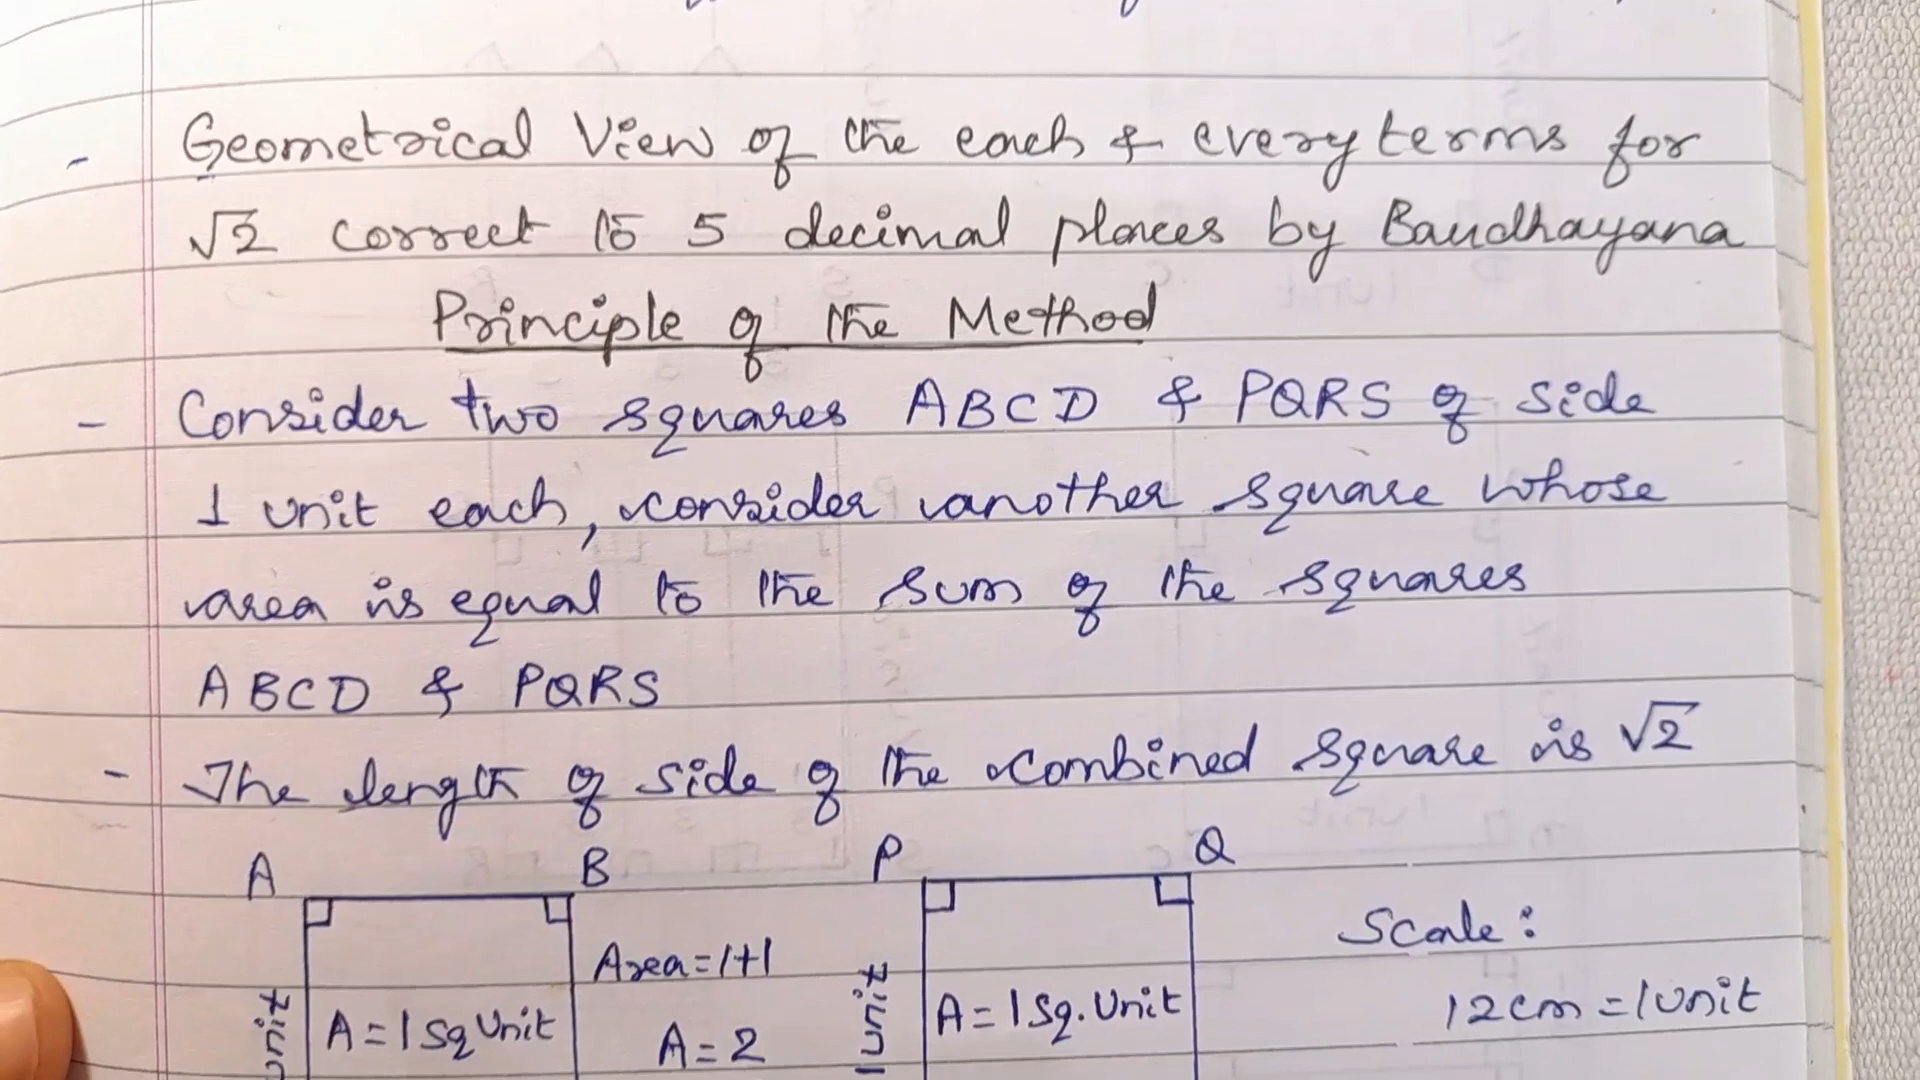 - Geometrical View of the each & every terms for
√2 correct to 5 decimal places by Baudhayana
Principle of the Method
- Consider two squares ABCD & PQRS of side
1 unit each, consider another square whose
area is equal to the sum of the squares
ABCD & PQRS
- The length of side of the combined square is √2
A B P Q
Scale:
Area = 1+1
unit A = 1 Sq Unit A = 2 1 unit A = 1 Sq. Unit 12 cm = 1 Unit